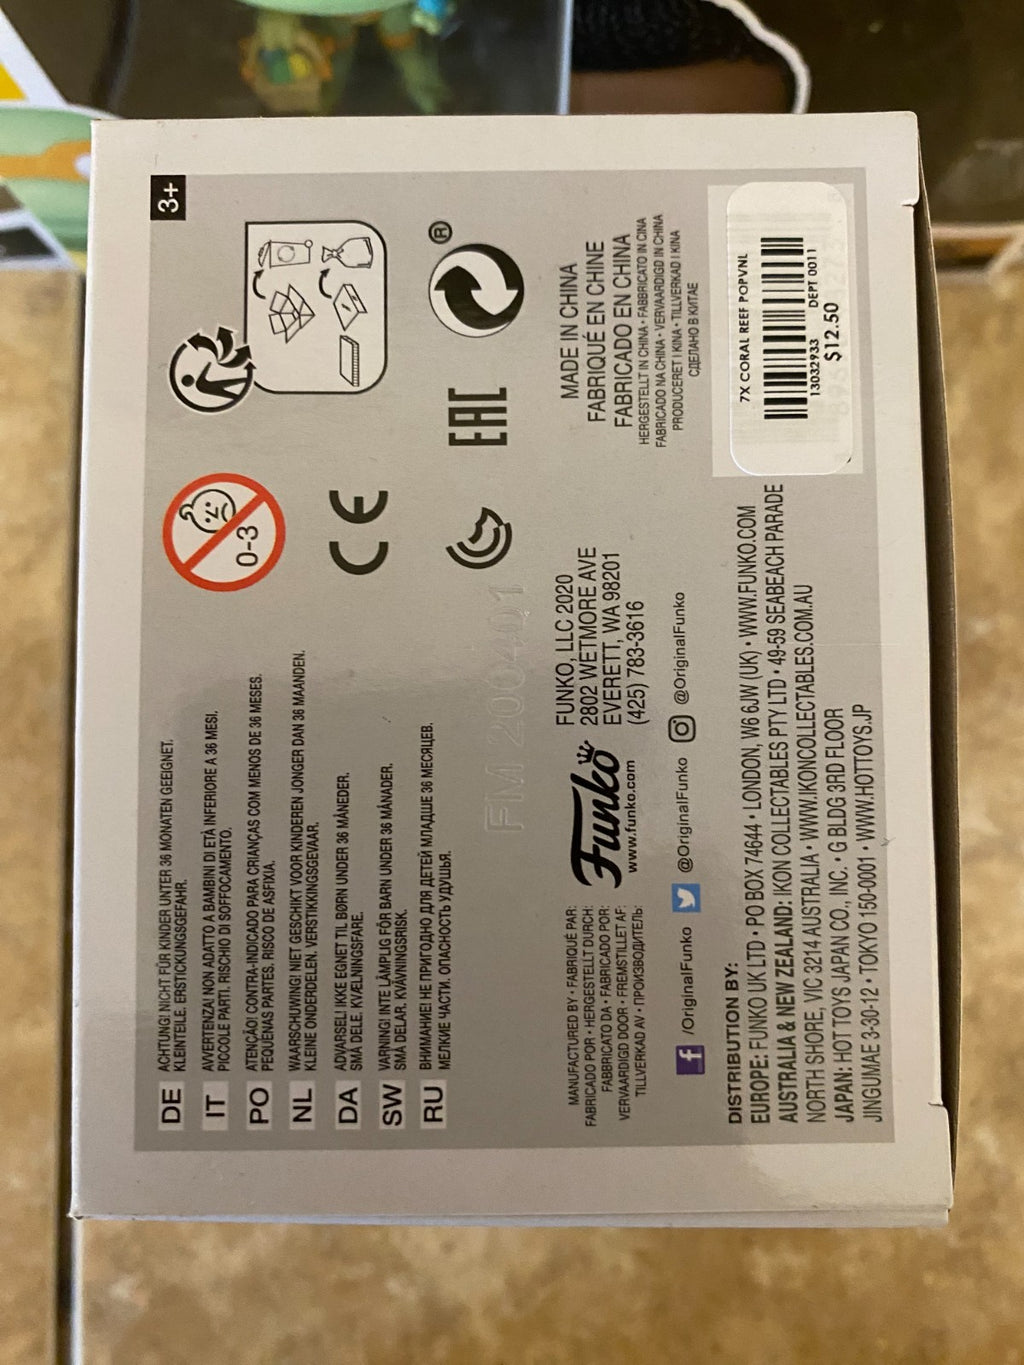 DE ACHTUNG! NICHT FÜR KINDER UNTER 36 MONATEN GEEIGNET.
KLEINTEILE. ERSTICKUNGSGEFAHR.
IT AVVERTENZA! NON ADATTO A BAMBINI DI ETÀ INFERIORE A 36 MESI.
PICCOLE PARTI. RISCHIO DI SOFFOCAMENTO.
PO ATENÇÃO! CONTRA-INDICADO PARA CRIANÇAS COM MENOS DE 36 MESES.
PEQUENAS PARTES. RISCO DE ASFIXIA.
NL WAARSCHUWING! NIET GESCHIKT VOOR KINDEREN JONGER DAN 36 MAANDEN.
KLEINE ONDERDELEN. VERSTIKKINGSGEVAAR.
DA ADVARSEL! IKKE EGNET TIL BØRN UNDER 36 MÅNEDER.
SMÅ DELE. KVÆLNINGSFARE.
SW VARNING! INTE LÄMPLIG FÖR BARN UNDER 36 MÅNADER.
SMÅ DELAR. KVÄVNINGSRISK.
RU ВНИМАНИЕ! НЕ ПРИГОДНО ДЛЯ ДЕТЕЙ МЛАДШЕ 36 МЕСЯЦЕВ.
МЕЛКИЕ ЧАСТИ. ОПАСНОСТЬ УДУШЬЯ.
0-3
3+
CE
EAC
®
FM 200401
MANUFACTURED BY • FABRIQUÉ PAR:
FABRICADO POR • HERGESTELLT DURCH:
FABBRICATO DA • FABRICADO POR:
VERVAARDIGD DOOR • FREMSTILLET AF:
TILLVERKAD AV • ПРОИЗВОДИТЕЛЬ:
Funko
www.funko.com
FUNKO, LLC 2020
2802 WETMORE AVE
EVERETT, WA 98201
(425) 783-3616
MADE IN CHINA
FABRIQUÉ EN CHINE
FABRICADO EN CHINA
HERGESTELLT IN CHINA • FABBRICATO IN CINA
FABRICADO NA CHINA • VERVAARDIGD IN CHINA
PRODUCERET I KINA • TILLVERKAD I KINA
СДЕЛАНО В КИТАЕ
f /OriginalFunko @OriginalFunko @OriginalFunko
DISTRIBUTION BY:
EUROPE: FUNKO UK LTD • PO BOX 74644 • LONDON, W6 6JW (UK) • WWW.FUNKO.COM
AUSTRALIA & NEW ZEALAND: IKON COLLECTABLES PTY LTD • 49-59 SEABEACH PARADE
NORTH SHORE, VIC 3214 AUSTRALIA • WWW.IKONCOLLECTABLES.COM.AU
JAPAN: HOT TOYS JAPAN CO., INC. • G BLDG 3RD FLOOR
JINGUMAE 3-30-12 • TOKYO 150-0001 • WWW.HOTTOYS.JP
7X CORAL REEF POPVNL
13032933 DEPT 0011
$12.50